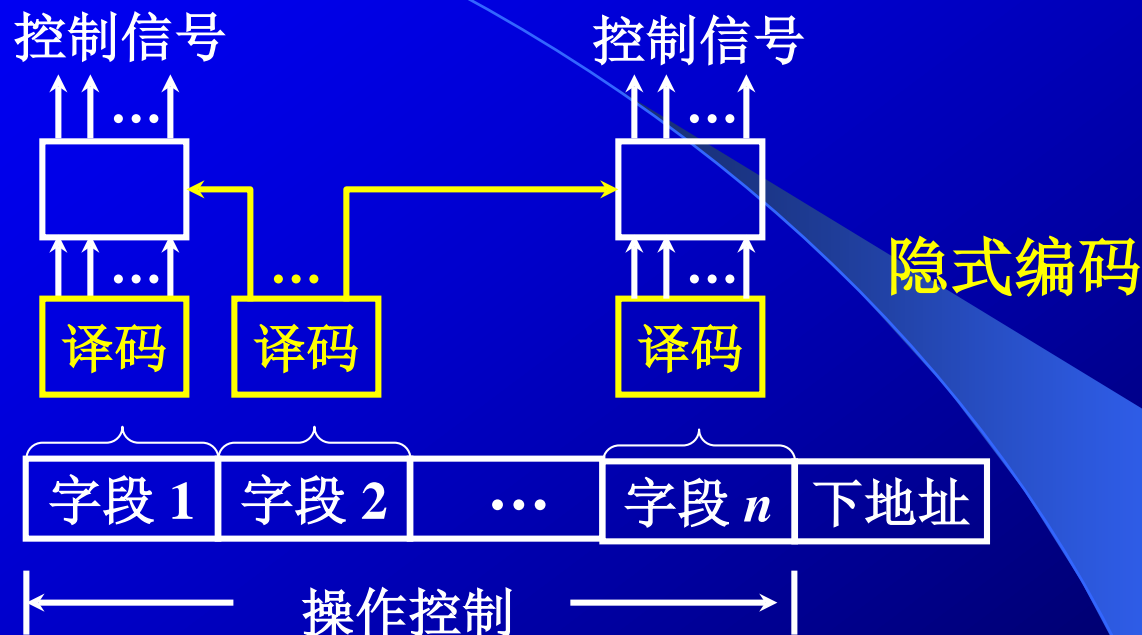 控制信号 控制信号
… …
隐式编码
… … …
译码 译码 译码
字段 1 字段 2 … 字段 n 下地址
操作控制